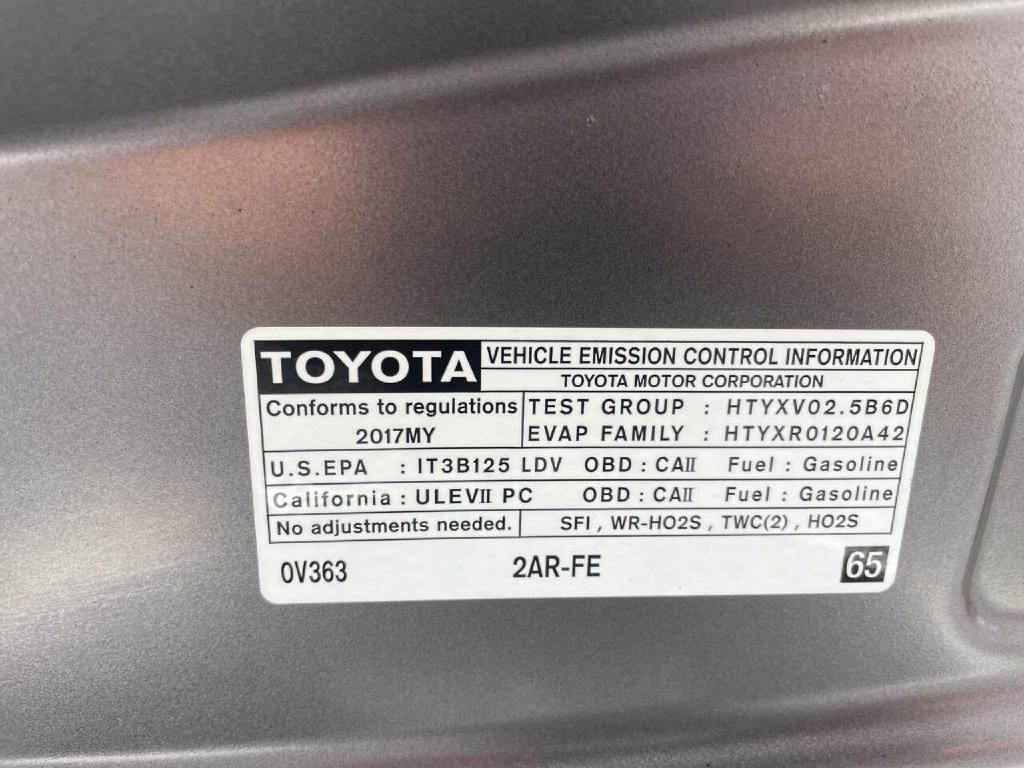 TOYOTA
VEHICLE EMISSION CONTROL INFORMATION
TOYOTA MOTOR CORPORATION
Conforms to regulations
2017MY
TEST GROUP : HTYXV02.5B6D
EVAP FAMILY : HTYXR0120A42
U.S.EPA : IT3B125 LDV OBD : CAII Fuel : Gasoline
California : ULEVII PC OBD : CAII Fuel : Gasoline
No adjustments needed. SFI , WR-HO2S , TWC(2) , HO2S
0V363 2AR-FE 65